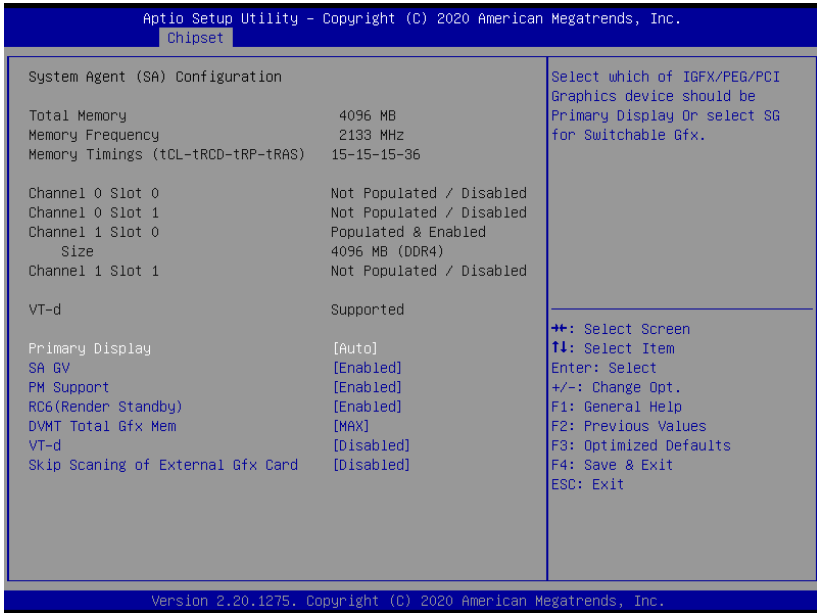 Aptio Setup Utility – Copyright (C) 2020 American Megatrends, Inc.
Chipset
System Agent (SA) Configuration
Total Memory 4096 MB
Memory Frequency 2133 MHz
Memory Timings (tCL-tRCD-tRP-tRAS) 15-15-15-36
Channel 0 Slot 0 Not Populated / Disabled
Channel 0 Slot 1 Not Populated / Disabled
Channel 1 Slot 0 Populated & Enabled
Size 4096 MB (DDR4)
Channel 1 Slot 1 Not Populated / Disabled
VT-d Supported
Primary Display [Auto]
SA GV [Enabled]
PM Support [Enabled]
RC6(Render Standby) [Enabled]
DVMT Total Gfx Mem [MAX]
VT-d [Disabled]
Skip Scaning of External Gfx Card [Disabled]
Select which of IGFX/PEG/PCI
Graphics device should be
Primary Display Or select SG
for Switchable Gfx.
→←: Select Screen
↑↓: Select Item
Enter: Select
+/-: Change Opt.
F1: General Help
F2: Previous Values
F3: Optimized Defaults
F4: Save & Exit
ESC: Exit
Version 2.20.1275. Copyright (C) 2020 American Megatrends, Inc.